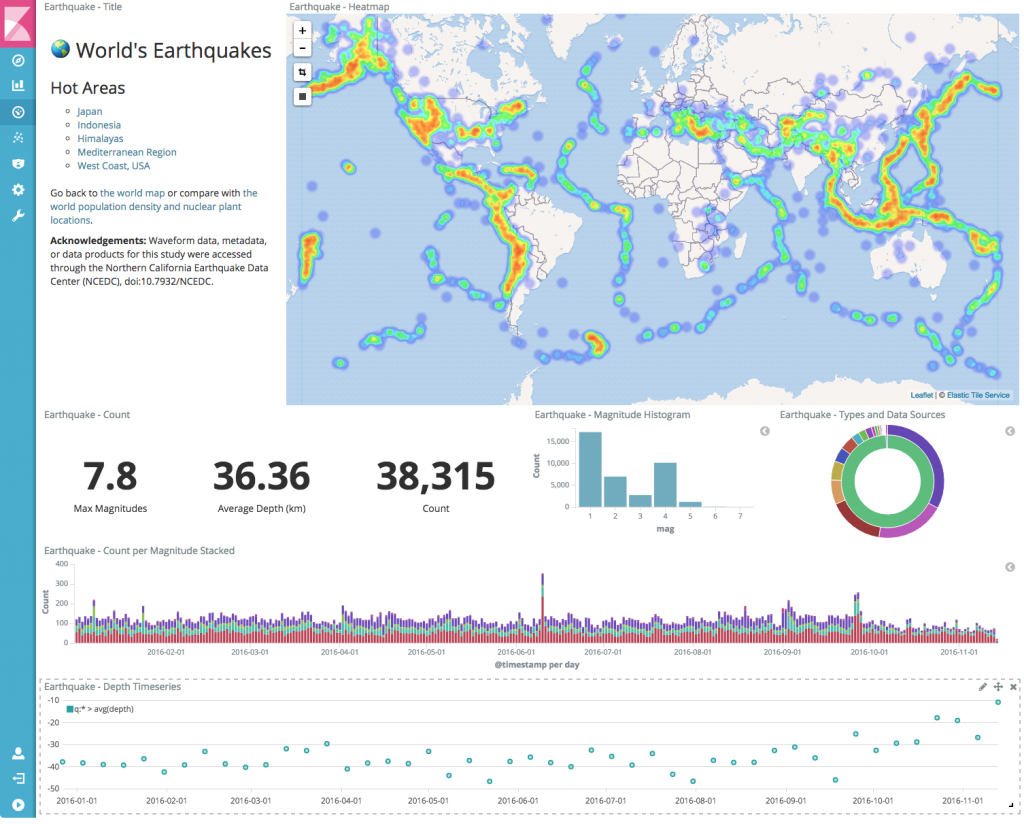 Earthquake - Title
World's Earthquakes
Hot Areas
Japan
Indonesia
Himalayas
Mediterranean Region
West Coast, USA
Go back to the world map or compare with the
world population density and nuclear plant
locations.
Acknowledgements: Waveform data, metadata,
or data products for this study were accessed
through the Northern California Earthquake Data
Center (NCEDC), doi:10.7932/NCEDC.
Earthquake - Heatmap
+
−
Leaflet | © Elastic Tile Service
Earthquake - Count
7.8
Max Magnitudes
36.36
Average Depth (km)
38,315
Count
Earthquake - Magnitude Histogram
Count
15,000
10,000
5,000
0
1 2 3 4 5 6 7
mag
Earthquake - Types and Data Sources
Earthquake - Count per Magnitude Stacked
Count
400
300
200
100
0
2016-02-01 2016-03-01 2016-04-01 2016-05-01 2016-06-01 2016-07-01 2016-08-01 2016-09-01 2016-10-01 2016-11-01
@timestamp per day
Earthquake - Depth Timeseries
q:* > avg(depth)
-10
-20
-30
-40
-50
2016-01-01 2016-02-01 2016-03-01 2016-04-01 2016-05-01 2016-06-01 2016-07-01 2016-08-01 2016-09-01 2016-10-01 2016-11-01